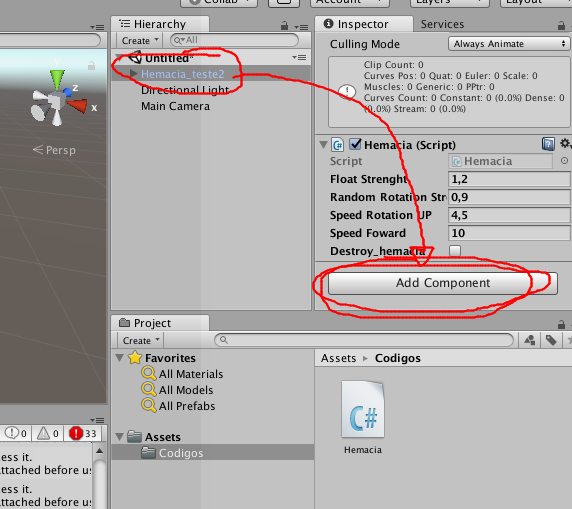 Collab
Account
Layers
Layout
Hierarchy
Create
All
Untitled*
Hemacia_teste2
Directional Light
Main Camera
Persp
z
x
Inspector
Services
Culling Mode
Always Animate
Clip Count: 0
Curves Pos: 0 Quat: 0 Euler: 0 Scale: 0
Muscles: 0 Generic: 0 PPtr: 0
Curves Count: 0 Constant: 0 (0.0%) Dense: 0
(0.0%) Stream: 0 (0.0%)
Hemacia (Script)
Script
Hemacia
Float Strenght
1,2
Random Rotation Str
0,9
Speed Rotation UP
4,5
Speed Foward
10
Destroy_hemacia
Add Component
Project
Create
Favorites
All Materials
All Models
All Prefabs
Assets
Codigos
Assets
Codigos
C#
Hemacia
0
0
33
ess it.
attached before us
ess it.
attached before us